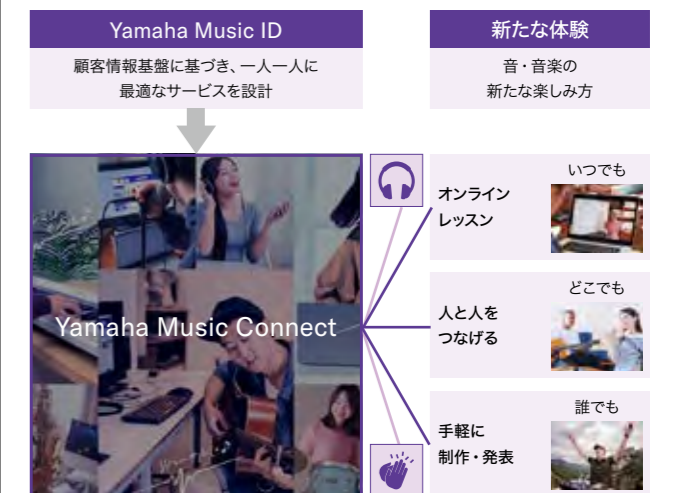 Yamaha Music ID
顧客情報基盤に基づき、一人一人に
最適なサービスを設計
新たな体験
音・音楽の
新たな楽しみ方
Yamaha Music Connect
いつでも
オンライン
レッスン
どこでも
人と人を
つなげる
誰でも
手軽に
制作・発表